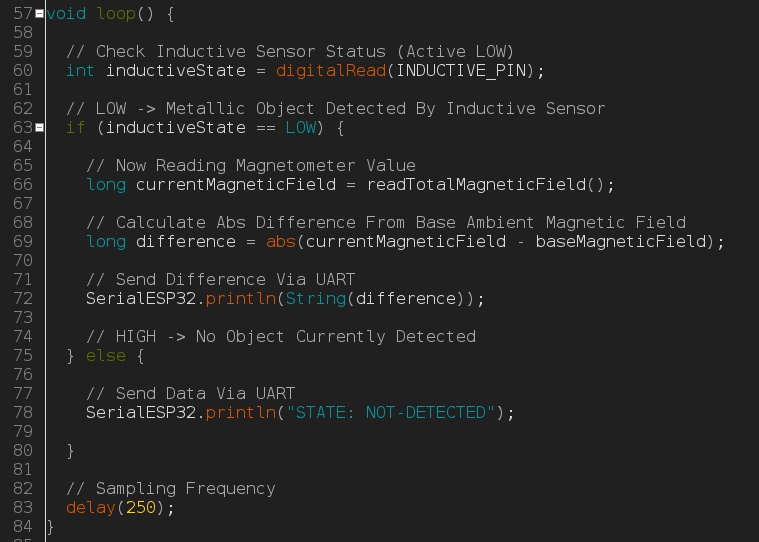 57 void loop() {
58
59   // Check Inductive Sensor Status (Active LOW)
60   int inductiveState = digitalRead(INDUCTIVE_PIN);
61
62   // LOW -> Metallic Object Detected By Inductive Sensor
63   if (inductiveState == LOW) {
64
65     // Now Reading Magnetometer Value
66     long currentMagneticField = readTotalMagneticField();
67
68     // Calculate Abs Difference From Base Ambient Magnetic Field
69     long difference = abs(currentMagneticField - baseMagneticField);
70
71     // Send Difference Via UART
72     SerialESP32.println(String(difference));
73
74     // HIGH -> No Object Currently Detected
75   } else {
76
77     // Send Data Via UART
78     SerialESP32.println("STATE: NOT-DETECTED");
79
80   }
81
82   // Sampling Frequency
83   delay(250);
84 }